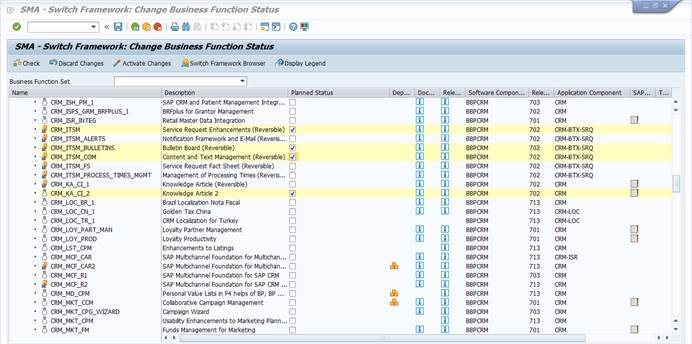 SMA - Switch Framework: Change Business Function Status
SMA - Switch Framework: Change Business Function Status
Check Discard Changes Activate Changes Switch Framework Browser Display Legend
Business Function Set
Name Description Planned Status Dep... Doc... Rele... Software Compon... Rele... Application Component SAP... T...
CRM_ISH_PM_1 SAP CRM and Patient Management Integr... 703 CRM
CRM_ISPS_GRM_BRFPLUS_1 BRFplus for Grantor Management BBPCRM 702 CRM
CRM_ISR_INTEG Retail Master Data Integration BBPCRM 701 CRM
CRM_ITSM Service Request Enhancements (Reversible) BBPCRM 702 CRM-BTX-SRQ
CRM_ITSM_ALERTS Notification Framework and E-Mail (Revers... BBPCRM 702 CRM-BTX-SRQ
CRM_ITSM_BULLETINS Bulletin Board (Reversible) BBPCRM 702 CRM-BTX-SRQ
CRM_ITSM_COM Content and Text Management (Reversible) BBPCRM 702 CRM-BTX-SRQ
CRM_ITSM_FS Service Request Fact Sheet (Reversible) BBPCRM 702 CRM-BTX-SRQ
CRM_ITSM_PROCESS_TIMES_MGMT Management of Processing Times (Reversi... BBPCRM 702 CRM-BTX-SRQ
CRM_KA_CI_1 Knowledge Article (Reversible) BBPCRM 702 CRM
CRM_KA_CI_2 Knowledge Article 2 BBPCRM 702 CRM
CRM_LOC_BR_1 Brazil Localization Nota Fiscal BBPCRM 713 CRM
CRM_LOC_CN_1 Golden Tax China BBPCRM 713 CRM-LOC
CRM_LOC_TR_1 CRM Localization for Turkey BBPCRM 713 CRM-LOC
CRM_LOY_PART_MAN Loyalty Partner Management BBPCRM 701 CRM
CRM_LOY_PROD Loyalty Productivity BBPCRM 701 CRM
CRM_LST_CPM Enhancements to Listings BBPCRM 713 CRM
CRM_MCF_CAR SAP Multichannel Foundation for Multichan... BBPCRM 713 CRM-ISR
CRM_MCF_CAR2 SAP Multichannel Foundation for Multichan... BBPCRM 713 CRM
CRM_MCF_R1 SAP Multichannel Foundation for SAP CRM BBPCRM 713 CRM
CRM_MCF_R2 SAP Multichannel Foundation for SAP CRM BBPCRM 713 CRM
CRM_MD_CPM Personal Value Lists in F4 helps of BP, BP ... BBPCRM 713 CRM
CRM_MKT_CCM Collaborative Campaign Management BBPCRM 701 CRM
CRM_MKT_CPG_WIZARD Campaign Wizard BBPCRM 703 CRM
CRM_MKT_CPM Usability Enhancements to Marketing Plann... BBPCRM 713 CRM
CRM_MKT_FM Funds Management for Marketing BBPCRM 701 CRM